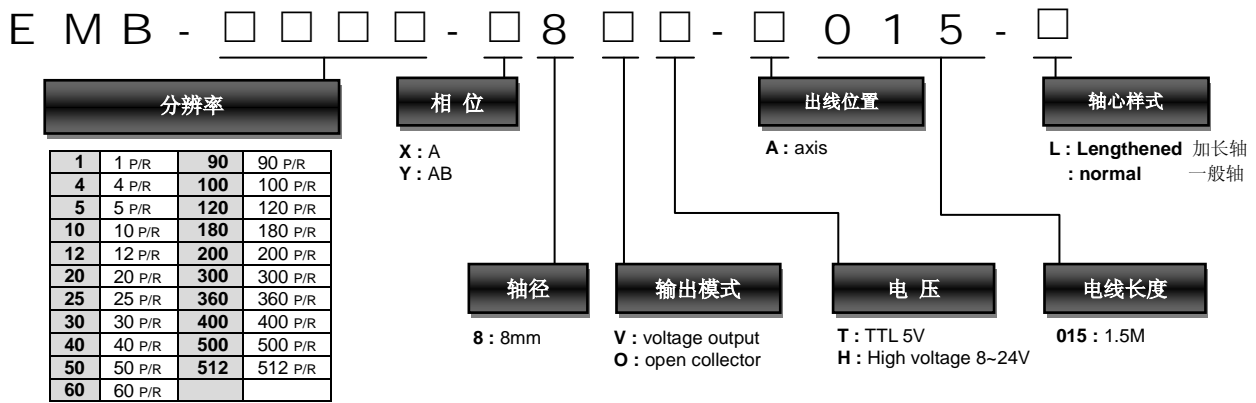 EMB-□□□□-□8□□-□015-□
分辨率
相 位
出线位置
轴心样式
X : A
Y : AB
A : axis
L : Lengthened 加长轴
: normal 一般轴
1 1 P/R 90 90 P/R
4 4 P/R 100 100 P/R
5 5 P/R 120 120 P/R
10 10 P/R 180 180 P/R
12 12 P/R 200 200 P/R
20 20 P/R 300 300 P/R
25 25 P/R 360 360 P/R
30 30 P/R 400 400 P/R
40 40 P/R 500 500 P/R
50 50 P/R 512 512 P/R
60 60 P/R
轴径
输出模式
电 压
电线长度
8 : 8mm
V : voltage output
O : open collector
T : TTL 5V
H : High voltage 8~24V
015 : 1.5M